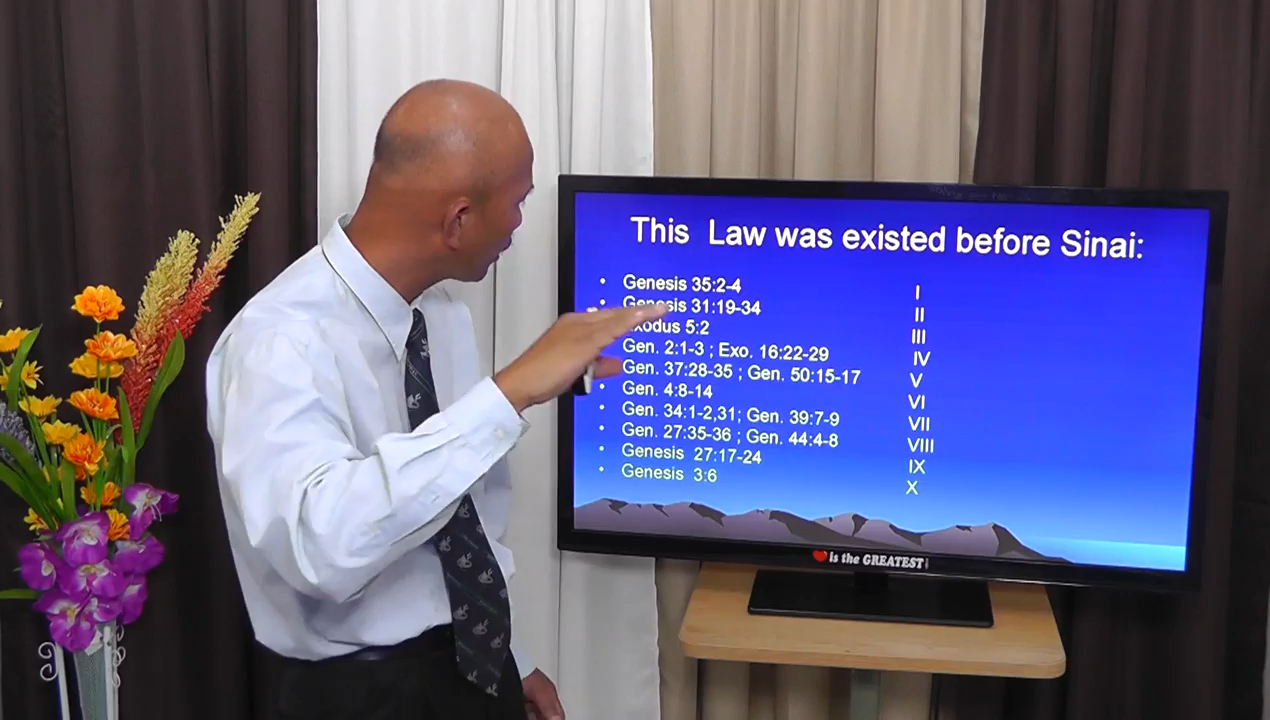 This Law was existed before Sinai:
• Genesis 35:2-4 I
• Genesis 31:19-34 II
Exodus 5:2 III
Gen. 2:1-3 ; Exo. 16:22-29 IV
Gen. 37:28-35 ; Gen. 50:15-17 V
• Gen. 4:8-14 VI
• Gen. 34:1-2,31; Gen. 39:7-9 VII
• Gen. 27:35-36 ; Gen. 44:4-8 VIII
• Genesis 27:17-24 IX
• Genesis 3:6 X
is the GREATEST!